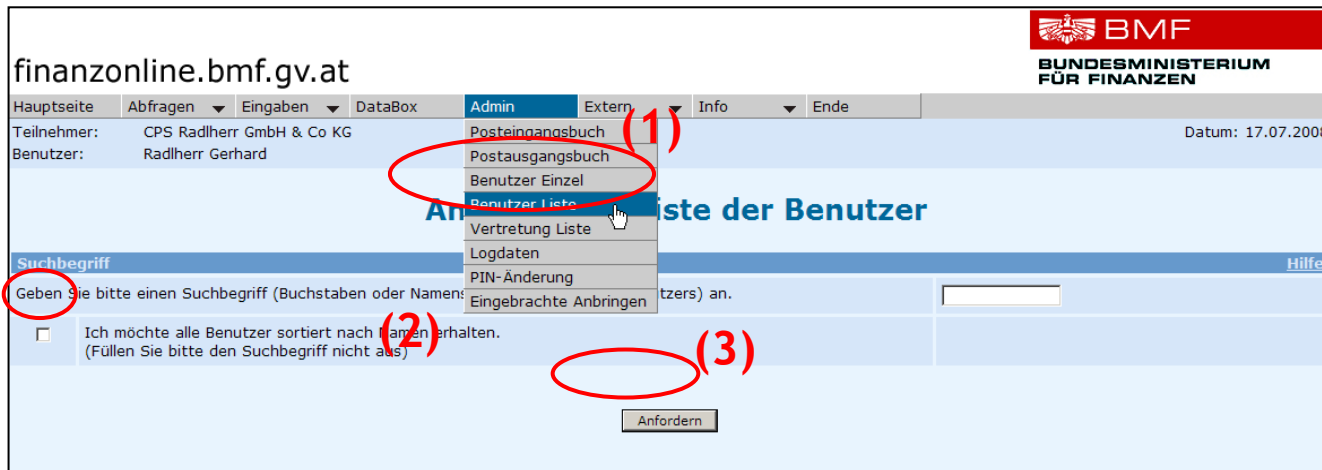 BMF
finanzonline.bmf.gv.at
BUNDESMINISTERIUM
FÜR FINANZEN
Hauptseite Abfragen Eingaben DataBox Admin Extern Info Ende
Teilnehmer: CPS Radlherr GmbH & Co KG
Datum: 17.07.2008
Benutzer: Radlherr Gerhard
Posteingangsbuch
(1)
Postausgangsbuch
Benutzer Einzel
Benutzer Liste
Vertretung Liste
Logdaten
PIN-Änderung
Eingebrachte Anbringen
An iste der Benutzer
Suchbegriff Hilfe
Geben Sie bitte einen Suchbegriff (Buchstaben oder Namens tzers) an.
Ich möchte alle Benutzer sortiert nach Namen erhalten.
(Füllen Sie bitte den Suchbegriff nicht aus)
(2)
(3)
Anfordern